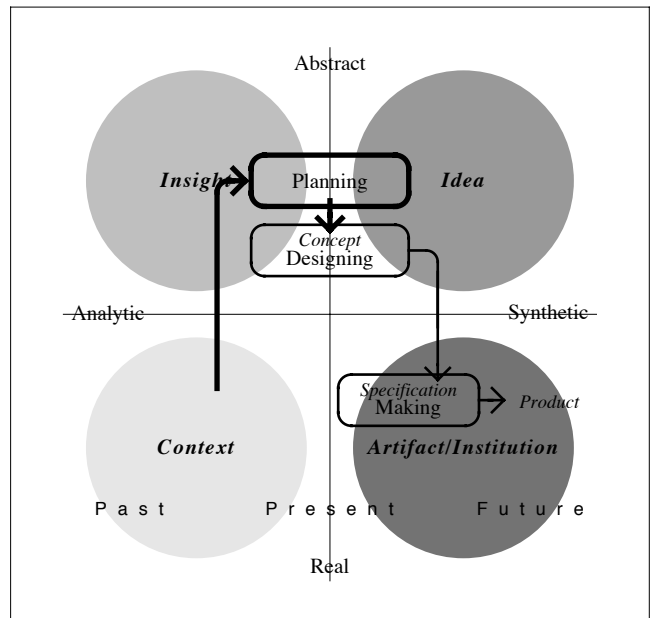 Abstract
Insight
Planning
Idea
Concept
Designing
Analytic
Synthetic
Specification
Making
Product
Context
Artifact/Institution
Past Present Future
Real